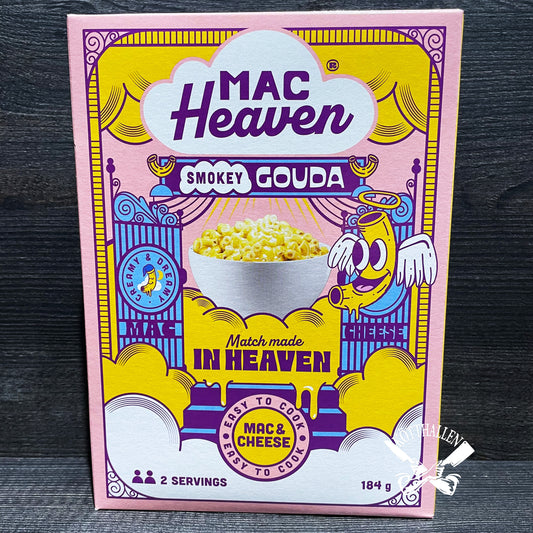 MAC
Heaven
®
SMOKEY GOUDA
CREAMY & DREAMY
MAC
CHEESE
Match made
IN HEAVEN
EASY TO COOK
MAC &
CHEESE
EASY TO COOK
2 SERVINGS
184 g